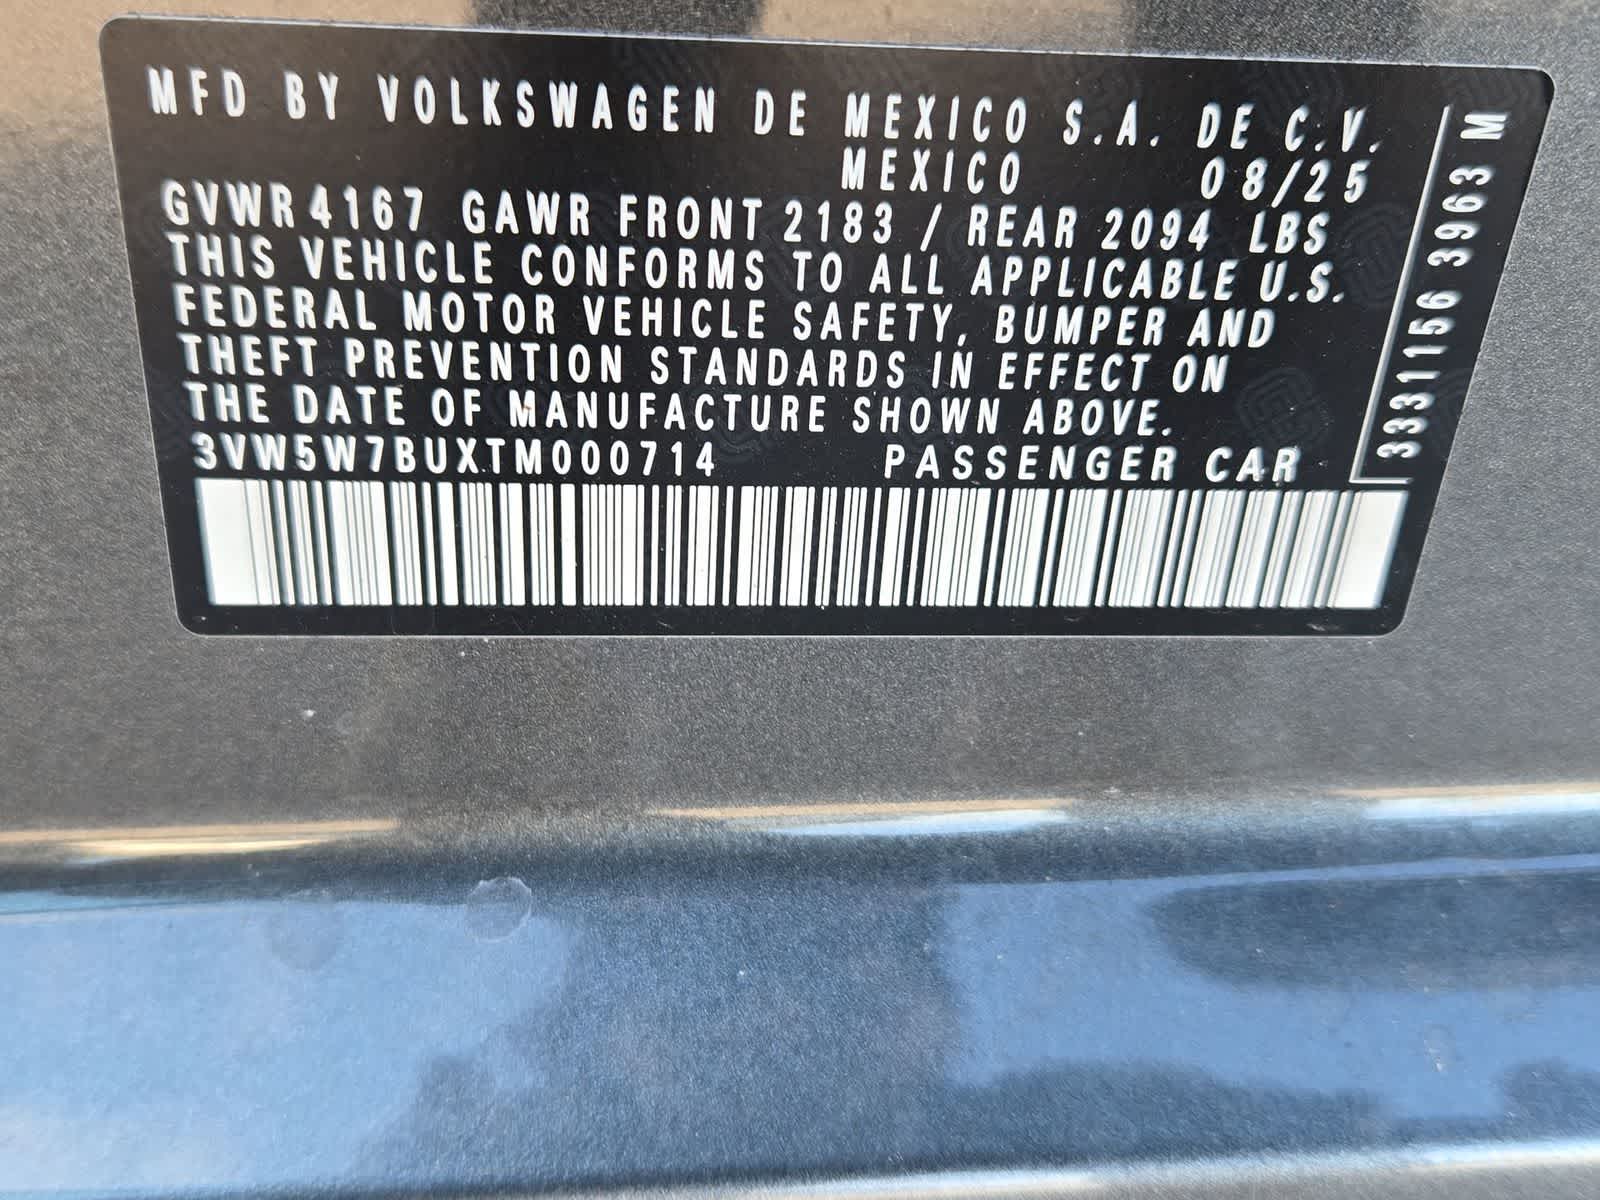 MFD BY VOLKSWAGEN DE MEXICO S.A. DE C.V.
MEXICO 08/25
GVWR 4167 GAWR FRONT 2183 / REAR 2094 LBS
THIS VEHICLE CONFORMS TO ALL APPLICABLE U.S.
FEDERAL MOTOR VEHICLE SAFETY, BUMPER AND
THEFT PREVENTION STANDARDS IN EFFECT ON
THE DATE OF MANUFACTURE SHOWN ABOVE.
3VW5W7BUXTM000714 PASSENGER CAR
3331156 3963 M